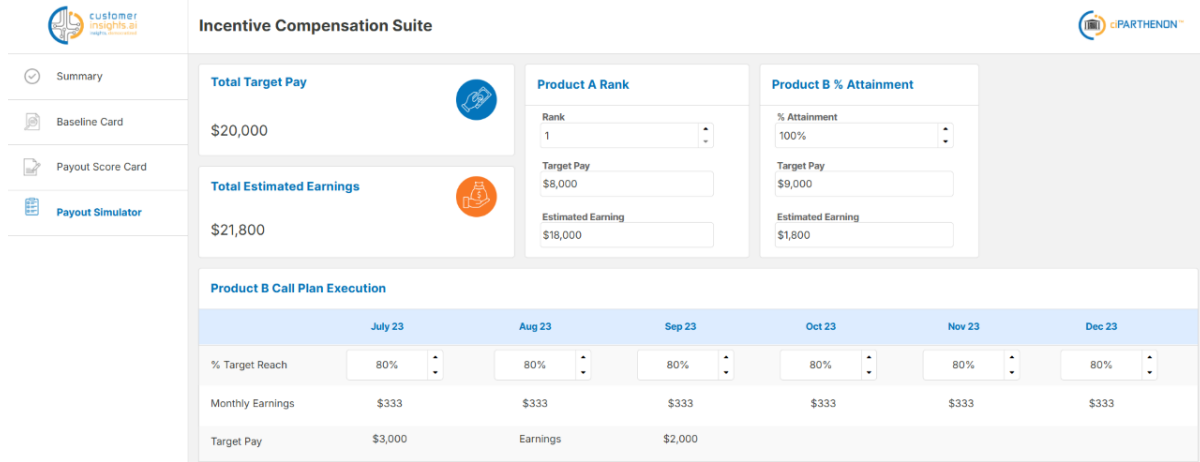 customer
insights.ai
Incentive Compensation Suite
ciPARTHENON™
Summary
Baseline Card
Payout Score Card
Payout Simulator
Total Target Pay
$20,000
Total Estimated Earnings
$21,800
Product A Rank
Rank
1
Target Pay
$8,000
Estimated Earning
$18,000
Product B % Attainment
% Attainment
100%
Target Pay
$9,000
Estimated Earning
$1,800
Product B Call Plan Execution
July 23 Aug 23 Sep 23 Oct 23 Nov 23 Dec 23
% Target Reach 80% 80% 80% 80% 80% 80%
Monthly Earnings $333 $333 $333 $333 $333 $333
Target Pay $3,000 Earnings $2,000